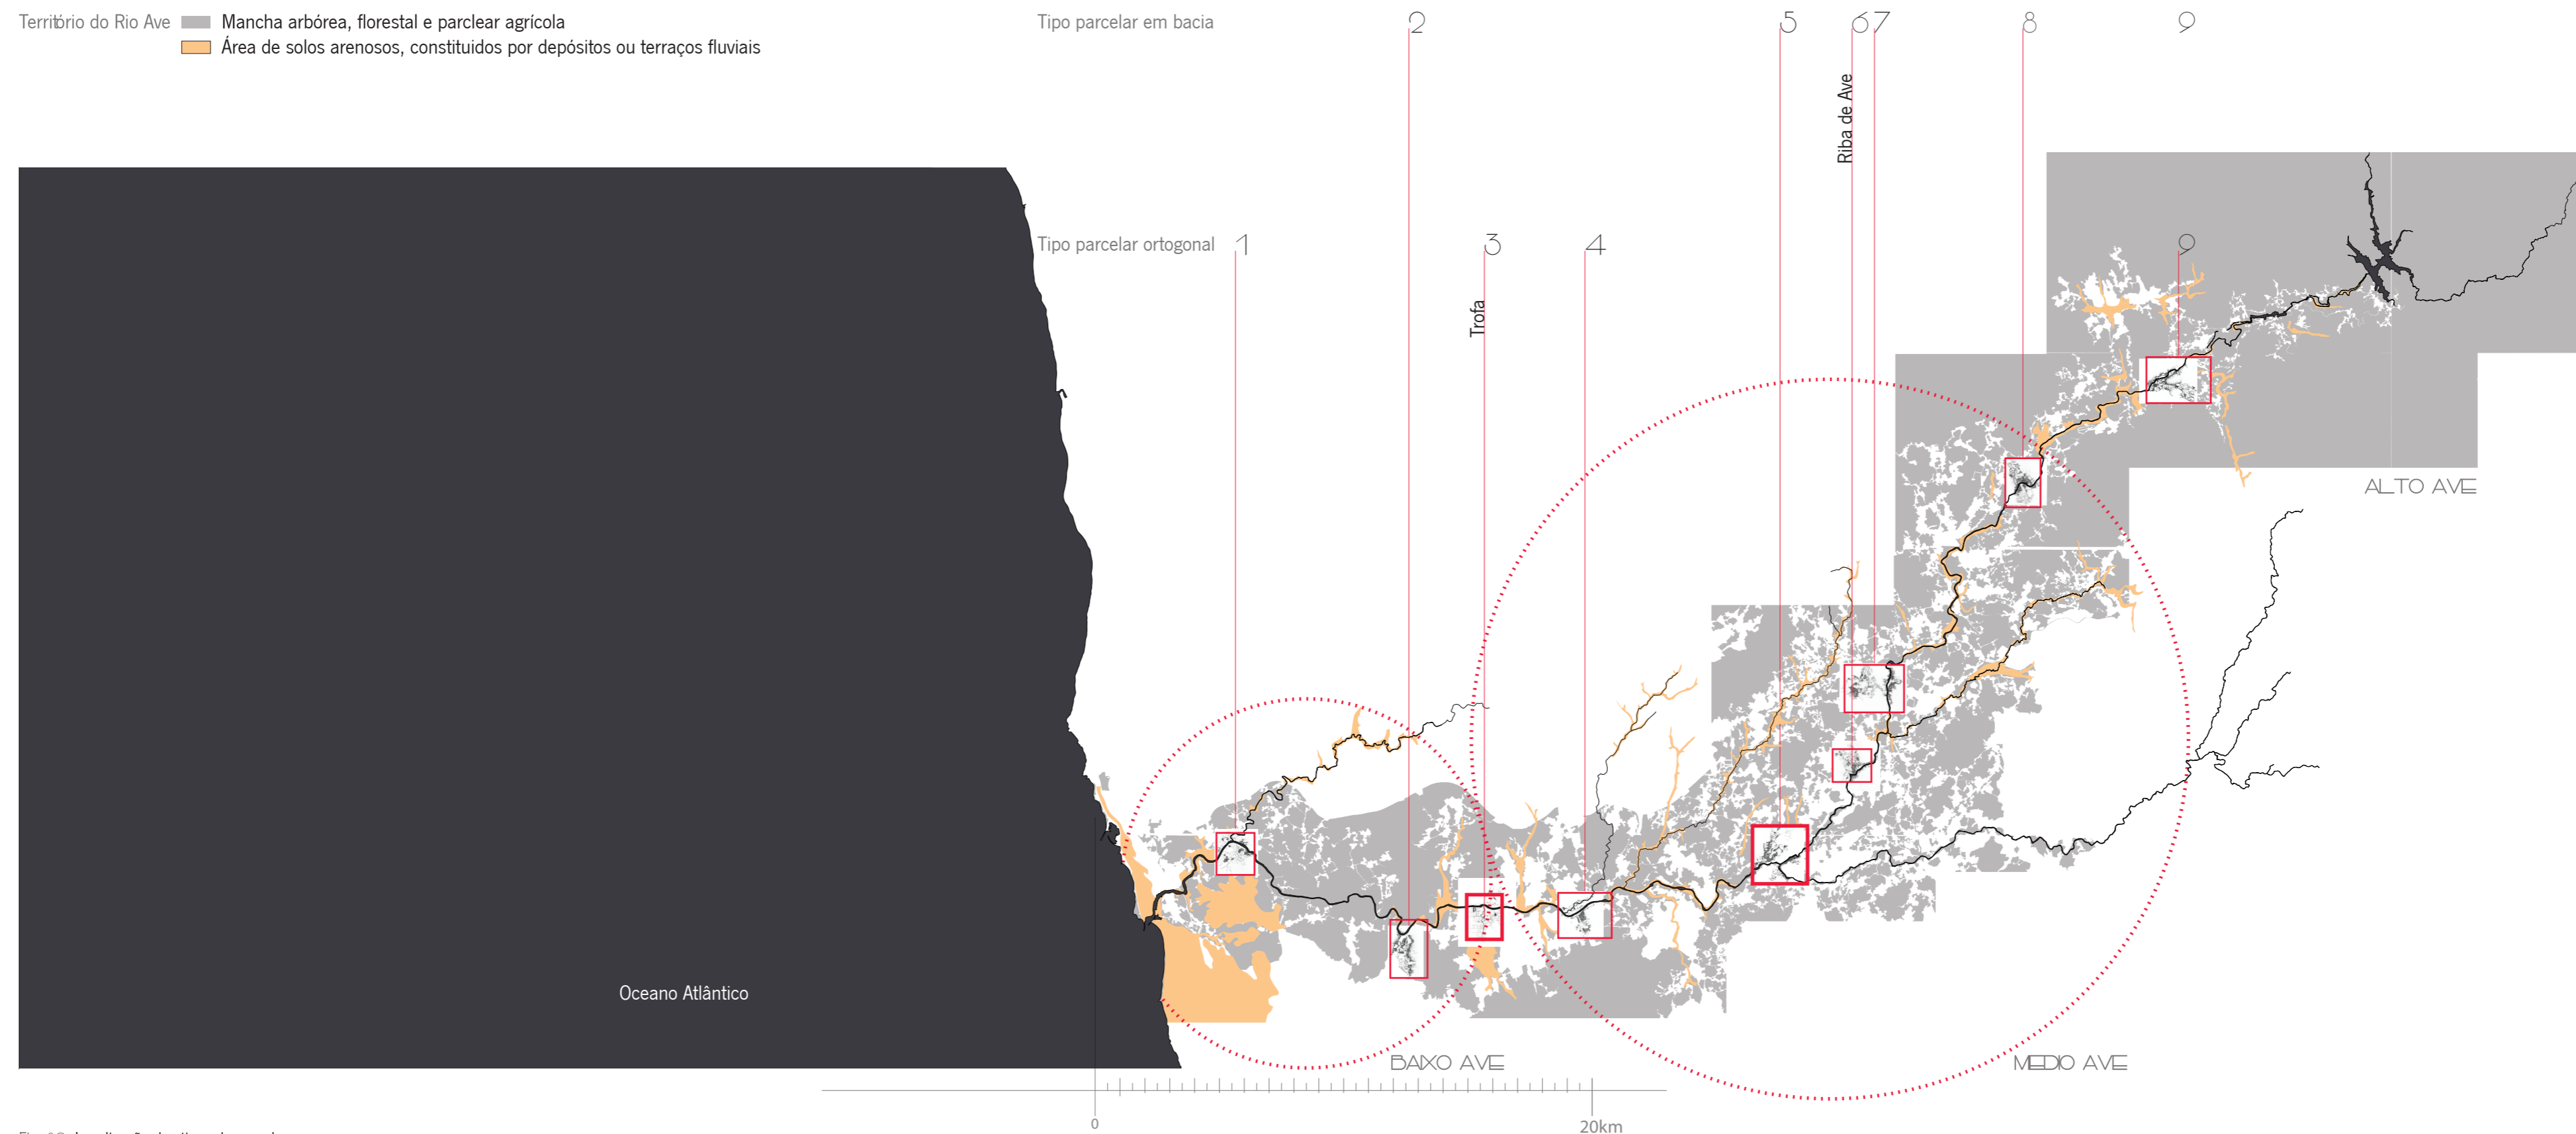 Território do Rio Ave
Mancha arbórea, florestal e parclear agrícola
Área de solos arenosos, constituidos por depósitos ou terraços fluviais
Tipo parcelar em bacia
2
5
6
7
8
9
Riba de Ave
Tipo parcelar ortogonal
1
3
4
9
Trofa
ALTO AVE
Oceano Atlântico
BAIXO AVE
MEDIO AVE
0
20km